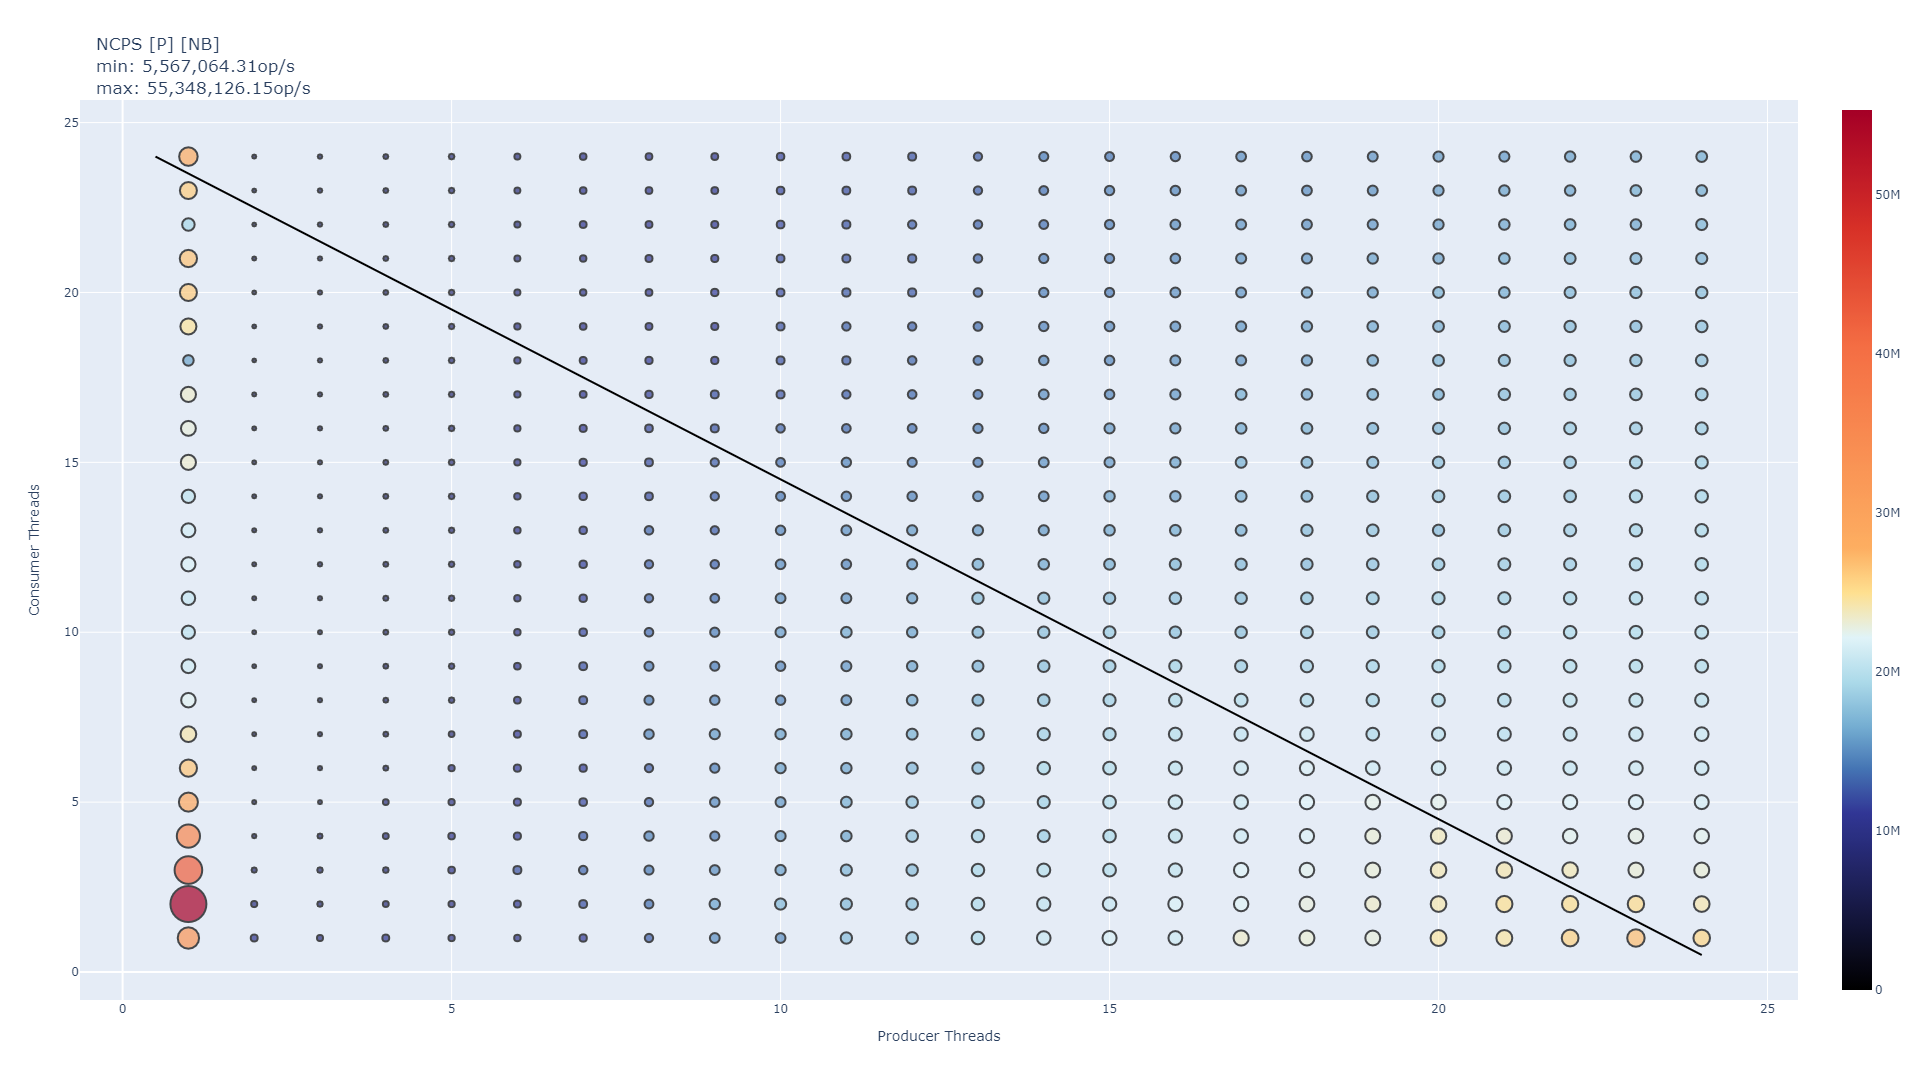 NCPS [P] [NB]
min: 5,567,064.31op/s
max: 55,348,126.15op/s
25
20
15
10
5
0
Consumer Threads
0 5 10 15 20 25
Producer Threads
50M
40M
30M
20M
10M
0